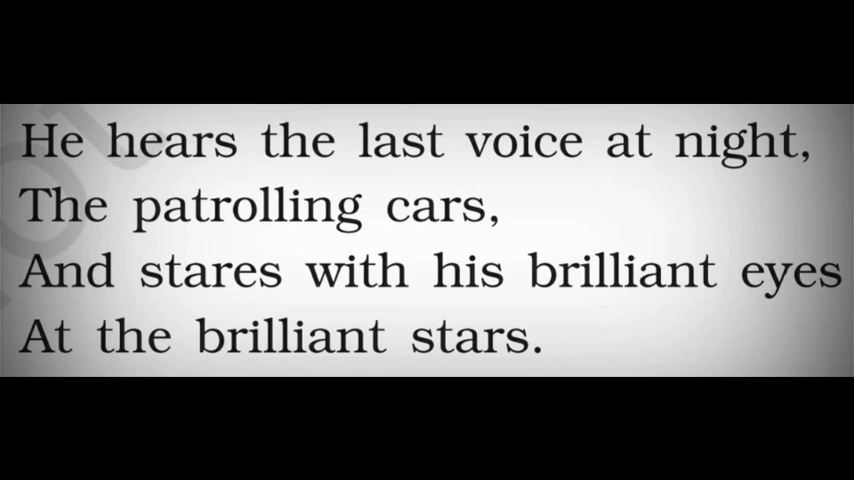 He hears the last voice at night,
The patrolling cars,
And stares with his brilliant eyes
At the brilliant stars.